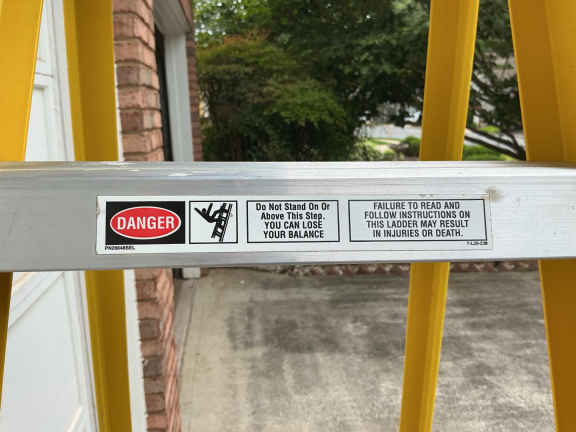 DANGER
PN28648SEL
Do Not Stand On Or
Above This Step.
YOU CAN LOSE
YOUR BALANCE
FAILURE TO READ AND
FOLLOW INSTRUCTIONS ON
THIS LADDER MAY RESULT
IN INJURIES OR DEATH.